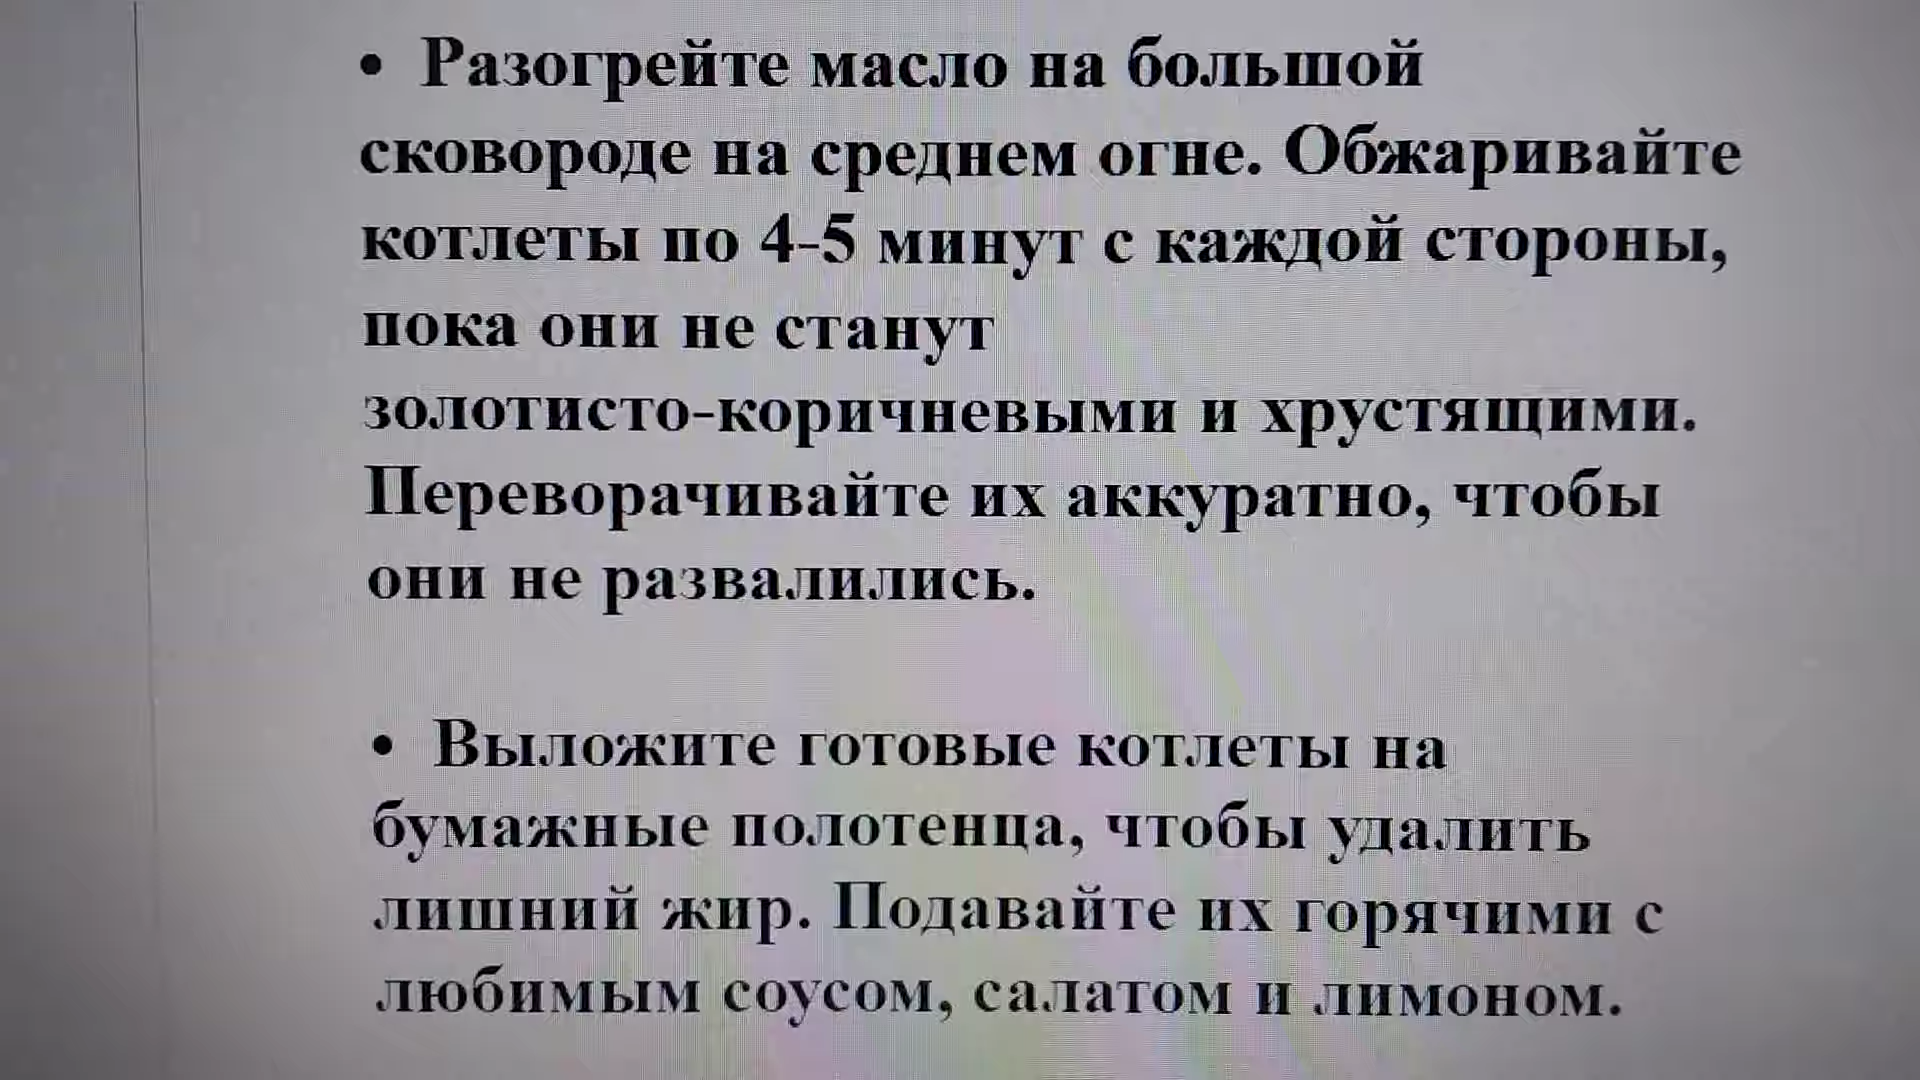 • Разогрейте масло на большой
сковороде на среднем огне. Обжаривайте
котлеты по 4-5 минут с каждой стороны,
пока они не станут
золотисто-коричневыми и хрустящими.
Переворачивайте их аккуратно, чтобы
они не развалились.
• Выложите готовые котлеты на
бумажные полотенца, чтобы удалить
лишний жир. Подавайте их горячими с
любимым соусом, салатом и лимоном.